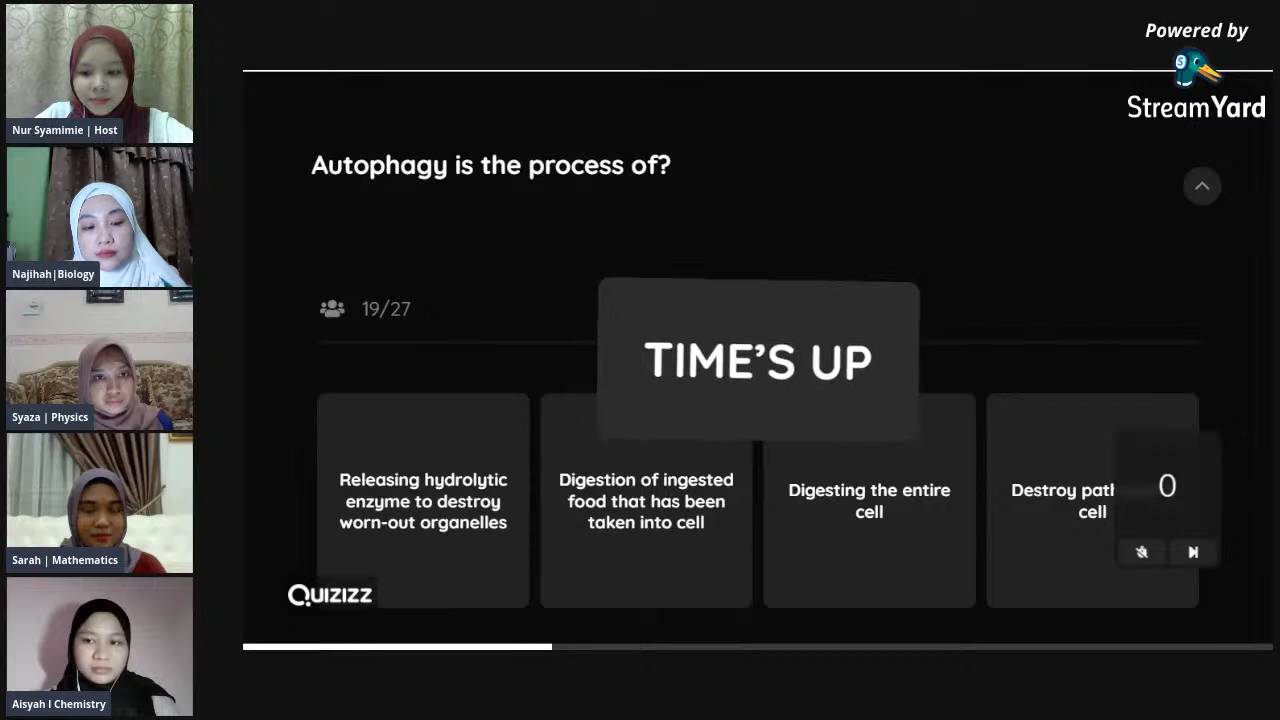 Powered by
StreamYard
Nur Syamimie | Host
Najihah|Biology
Syaza | Physics
Sarah | Mathematics
Aisyah l Chemistry
Autophagy is the process of?
19/27
TIME'S UP
Releasing hydrolytic
enzyme to destroy
worn-out organelles
Digestion of ingested
food that has been
taken into cell
Digesting the entire
cell
Destroy
cell
0
QUIZIZZ